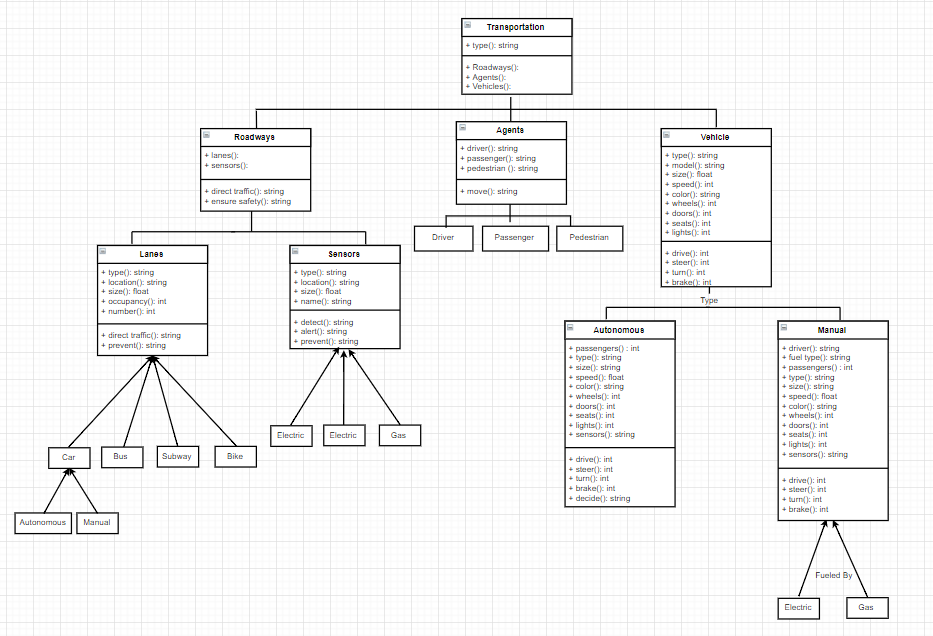 Transportation
+ type(): string
+ Roadways():
+ Agents():
+ Vehicles():
Roadways
+ lanes():
+ sensors():
+ direct traffic(): string
+ ensure safety(): string
Agents
+ driver(): string
+ passenger(): string
+ pedestrian (): string
+ move(): string
Driver
Passenger
Pedestrian
Vehicle
+ type(): string
+ model(): string
+ size(): float
+ speed(): int
+ color(): string
+ wheels(): int
+ doors(): int
+ seats(): int
+ lights(): int
+ drive(): int
+ steer(): int
+ turn(): int
+ brake(): int
Type
Lanes
+ type(): string
+ location(): string
+ size(): float
+ occupancy(): int
+ number(): int
+ direct traffic(): string
+ prevent(): string
Sensors
+ type(): string
+ location(): string
+ size(): float
+ name(): string
+ detect(): string
+ alert(): string
+ prevent(): string
Autonomous
+ passengers() : int
+ type(): string
+ size(): string
+ speed(): float
+ color(): string
+ wheels(): int
+ doors(): int
+ seats(): int
+ lights(): int
+ sensors(): string
+ drive(): int
+ steer(): int
+ turn(): int
+ brake(): int
+ decide(): string
Manual
+ driver(): string
+ fuel type(): string
+ passengers() : int
+ type(): string
+ size(): string
+ speed(): float
+ color(): string
+ wheels(): int
+ doors(): int
+ seats(): int
+ lights(): int
+ sensors(): string
+ drive(): int
+ steer(): int
+ turn(): int
+ brake(): int
Electric
Electric
Gas
Car
Bus
Subway
Bike
Autonomous
Manual
Fueled By
Electric
Gas